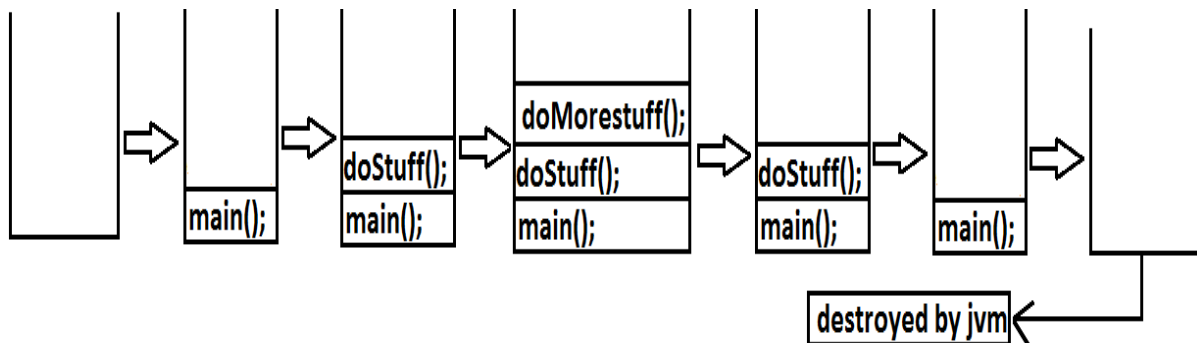 main();
doStuff();
main();
doMorestuff();
doStuff();
main();
doStuff();
main();
main();
destroyed by jvm